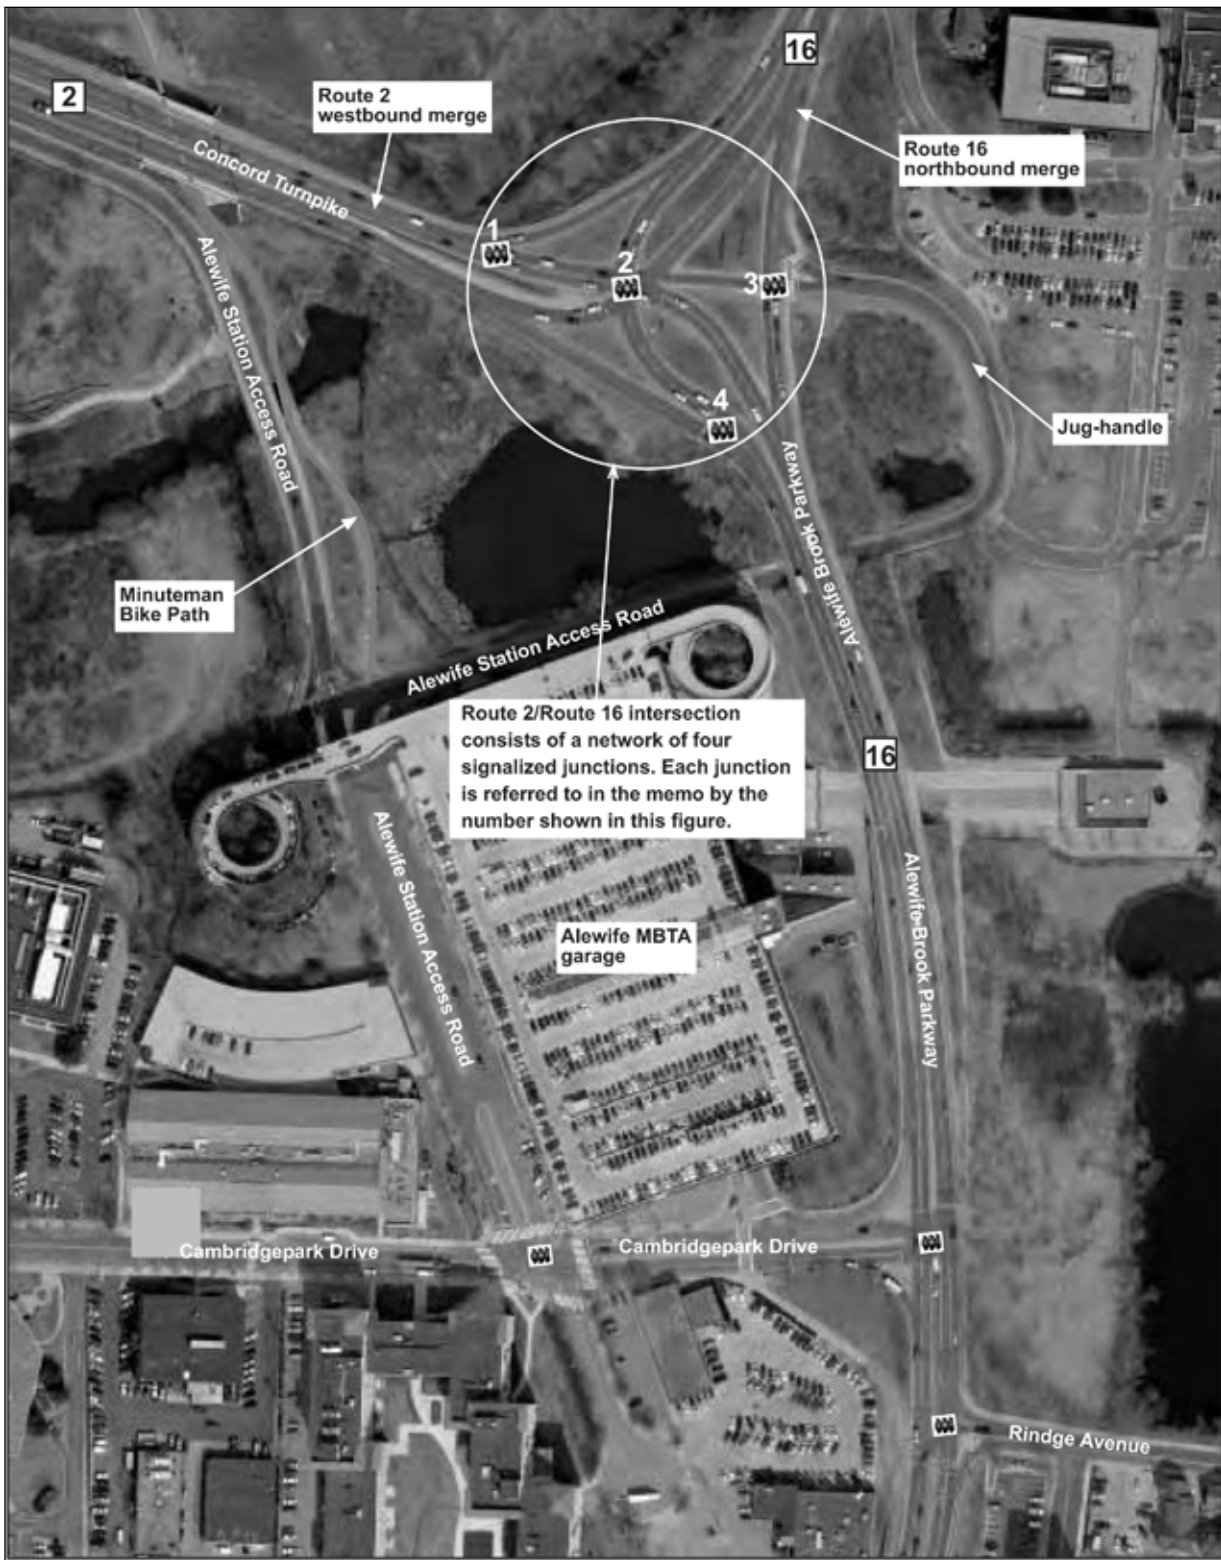 16
2
Route 2
westbound merge
Route 16
northbound merge
Concord Turnpike
1
2
3
4
Alewife Station Access Road
Jug-handle
Alewife Brook Parkway
Minuteman
Bike Path
Alewife Station Access Road
Route 2/Route 16 intersection
consists of a network of four
signalized junctions. Each junction
is referred to in the memo by the
number shown in this figure.
16
Alewife Station Access Road
Alewife Brook Parkway
Alewife MBTA
garage
Cambridgepark Drive
Cambridgepark Drive
Rindge Avenue